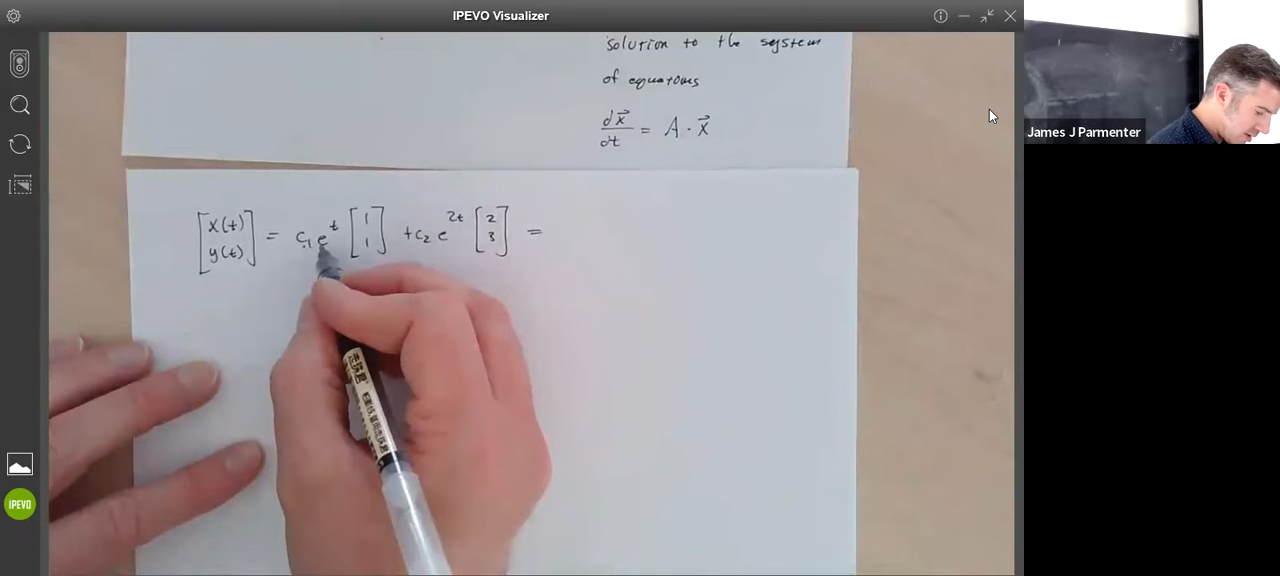 IPEVO Visualizer
solution to the system
of equations
dx⃗/dt = A · x⃗
[x(t) y(t)] = c₁e^t [1 1] + c₂ e^2t [2 3] =
James J Parmenter
IPEVO